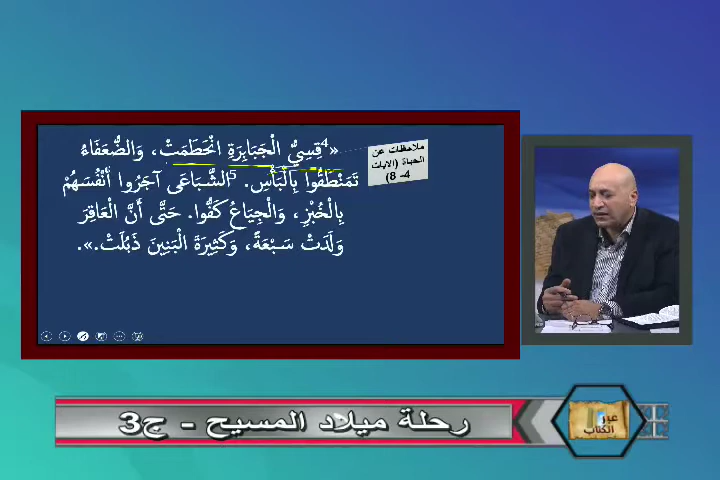 «⁴قِسِيُّ الْجَبَابِرَةِ انْحَطَمَتْ، وَالضُّعَفَاءُ
تَمَنْطَقُوا بِالْبَأْسِ. ⁵الشَّبَاعَى آجَرُوا أَنْفُسَهُمْ
بِالْخُبْزِ، وَالْجِيَاعُ كَفُّوا. حَتَّى أَنَّ الْعَاقِرَ
وَلَدَتْ سَبْعَةً، وَكَثِيرَةَ الْبَنِينَ ذَبُلَتْ.».
ملاحظات عن
الحياة (الايات
4- 8)
رحلة ميلاد المسيح - ج3
عبر
الكتاب